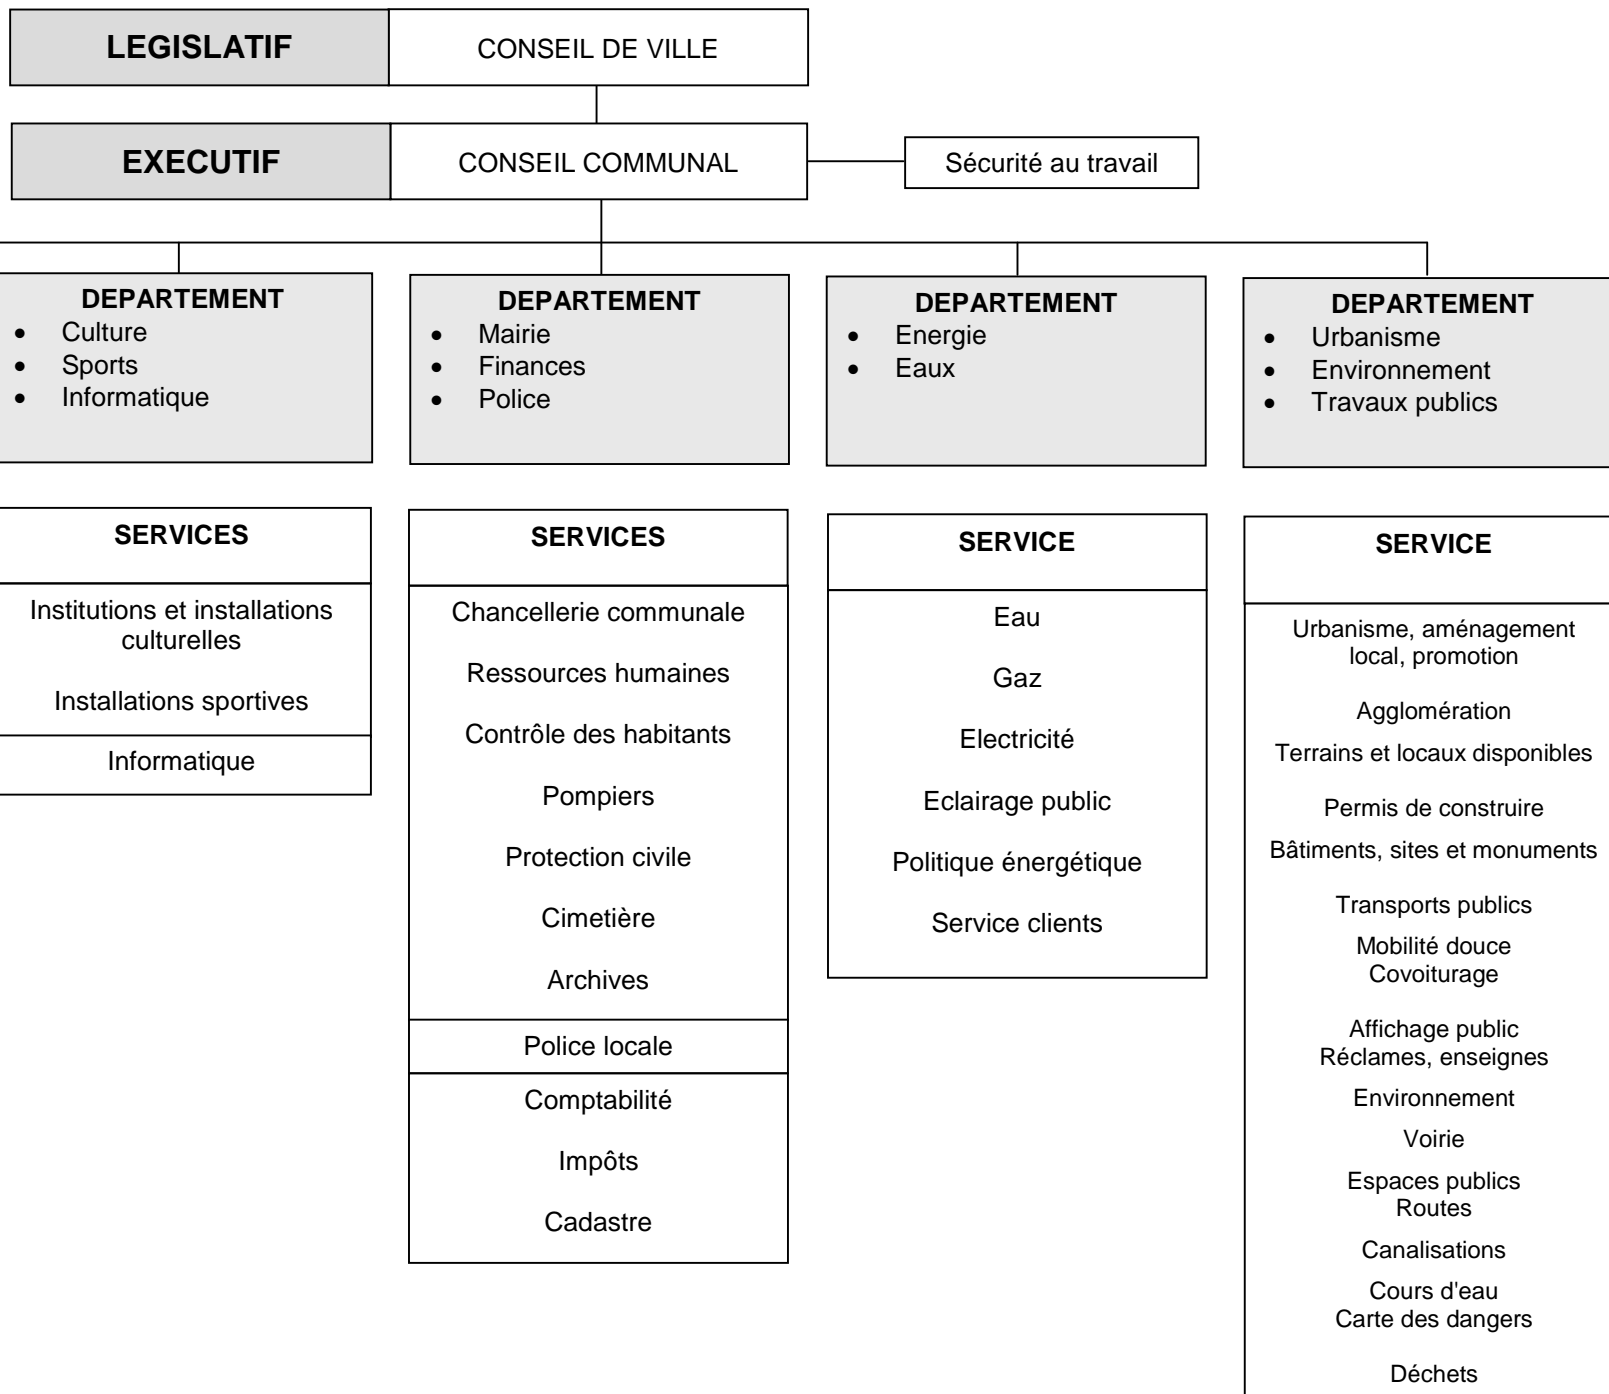 LEGISLATIF
CONSEIL DE VILLE
EXECUTIF
CONSEIL COMMUNAL
Sécurité au travail
DEPARTEMENT
• Culture
• Sports
• Informatique
DEPARTEMENT
• Mairie
• Finances
• Police
DEPARTEMENT
• Energie
• Eaux
DEPARTEMENT
• Urbanisme
• Environnement
• Travaux publics
SERVICES
Institutions et installations
culturelles
Installations sportives
Informatique
SERVICES
Chancellerie communale
Ressources humaines
Contrôle des habitants
Pompiers
Protection civile
Cimetière
Archives
Police locale
Comptabilité
Impôts
Cadastre
SERVICE
Eau
Gaz
Electricité
Eclairage public
Politique énergétique
Service clients
SERVICE
Urbanisme, aménagement
local, promotion
Agglomération
Terrains et locaux disponibles
Permis de construire
Bâtiments, sites et monuments
Transports publics
Mobilité douce
Covoiturage
Affichage public
Réclames, enseignes
Environnement
Voirie
Espaces publics
Routes
Canalisations
Cours d'eau
Carte des dangers
Déchets